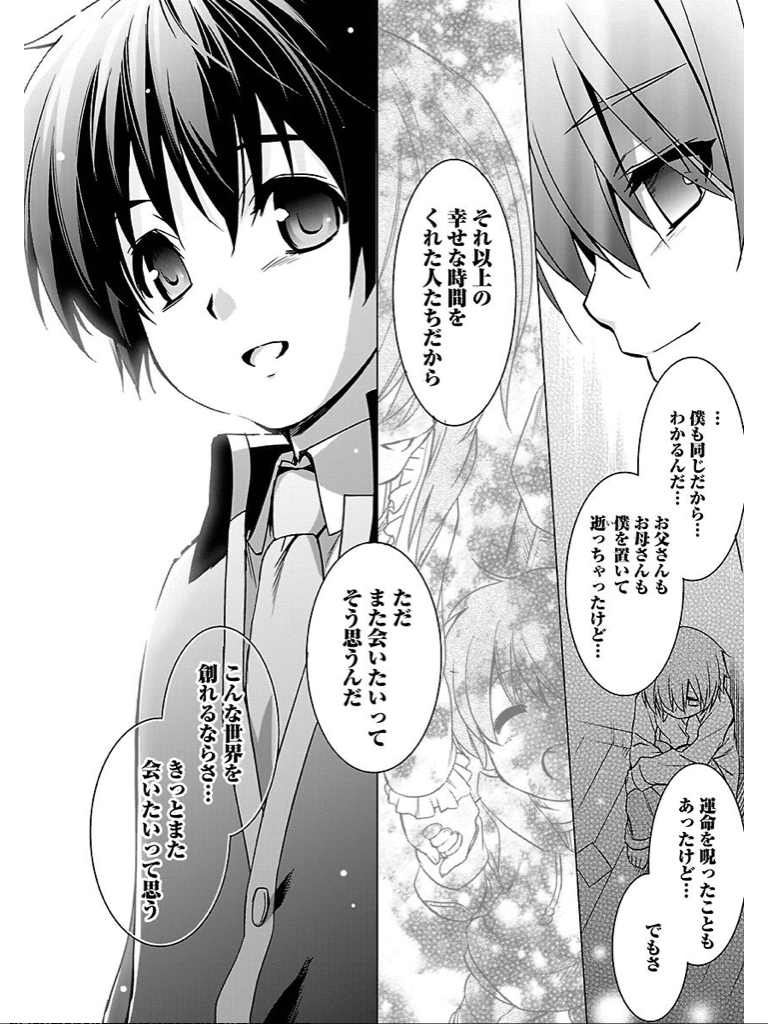 …
僕も同じだから…
わかるんだ…
お父さんも
お母さんも
僕を置いて
逝っちゃったけど…
運命を呪ったことも
あったけど…
でもさ
それ以上の
幸せな時間を
くれた人たちだから
ただ
また会いたいって
そう思うんだ
こんな世界を
創れるならさ…
きっとまた
会いたいって思う